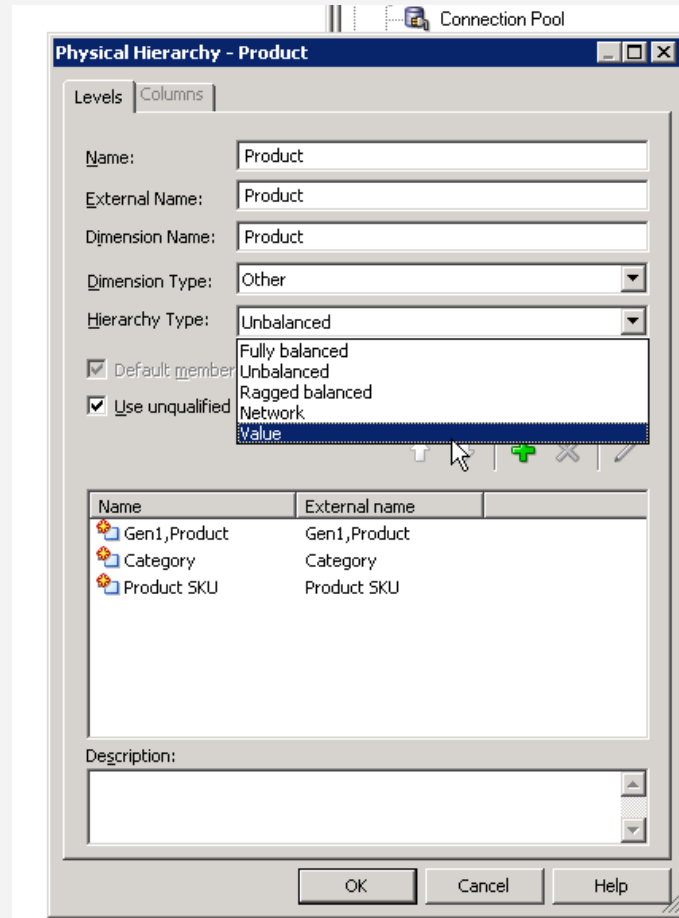 Connection Pool
Physical Hierarchy - Product
Levels Columns
Name: Product
External Name: Product
Dimension Name: Product
Dimension Type: Other
Hierarchy Type: Unbalanced
Fully balanced
Default member Unbalanced
Ragged balanced
Use unqualified Network
Value
Name External name
Gen1,Product Gen1,Product
Category Category
Product SKU Product SKU
Description:
OK Cancel Help